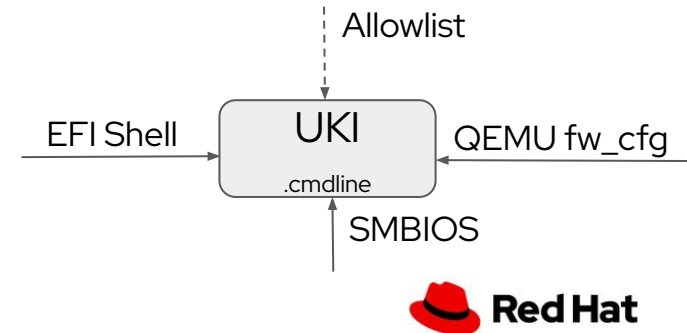 Allowlist
EFI Shell
UKI
QEMU fw_cfg
.cmdline
SMBIOS
Red Hat